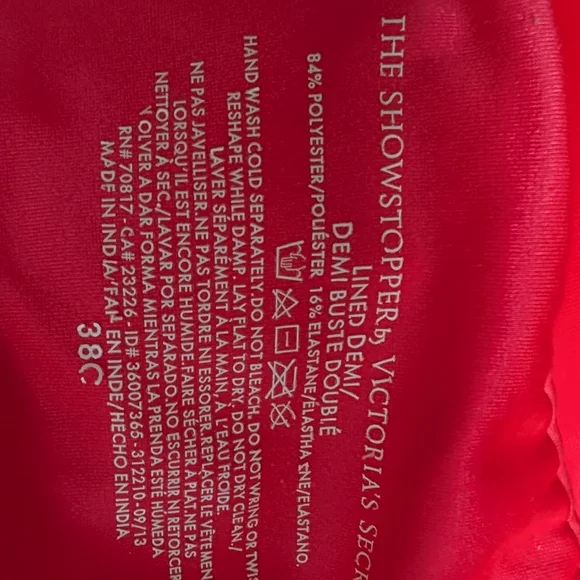 THE SHOWSTOPPER by VICTORIA'S SECR
LINED DEMI/
DEMI BUSTE DOUBLÉ
84% POLYESTER/POLIÉSTER 16% ELASTANE/ÉLASTHANNE/ELASTANO.
HAND WASH COLD SEPARATELY, DO NOT BLEACH, DO NOT WRING OR TWIS
RESHAPE WHILE DAMP. LAY FLAT TO DRY, DO NOT DRY CLEAN/
LAVER SÉPARÉMENT À LA MAIN, À L'EAU FROIDE.
NE PAS JAVELLISER.NE PAS TORDRE NI ESSORER.REPLACER LE VÊTEMEN
LORSQU'IL EST ENCORE HUMIDE.FAIRE SÉCHER À PLAT.NE PAS
NETTOYER À SEC./LAVAR POR SEPARADO.NO ESCURRIR NI RETORCER
VOLVER A DAR FORMA MIENTRAS LA PRENDA ESTÉ HÚMEDA
RN# 70817 - CA# 23226 - ID# 36007365 - 312210 - 09/13
MADE IN INDIA/FAIT EN INDE/HECHO EN INDIA
38C